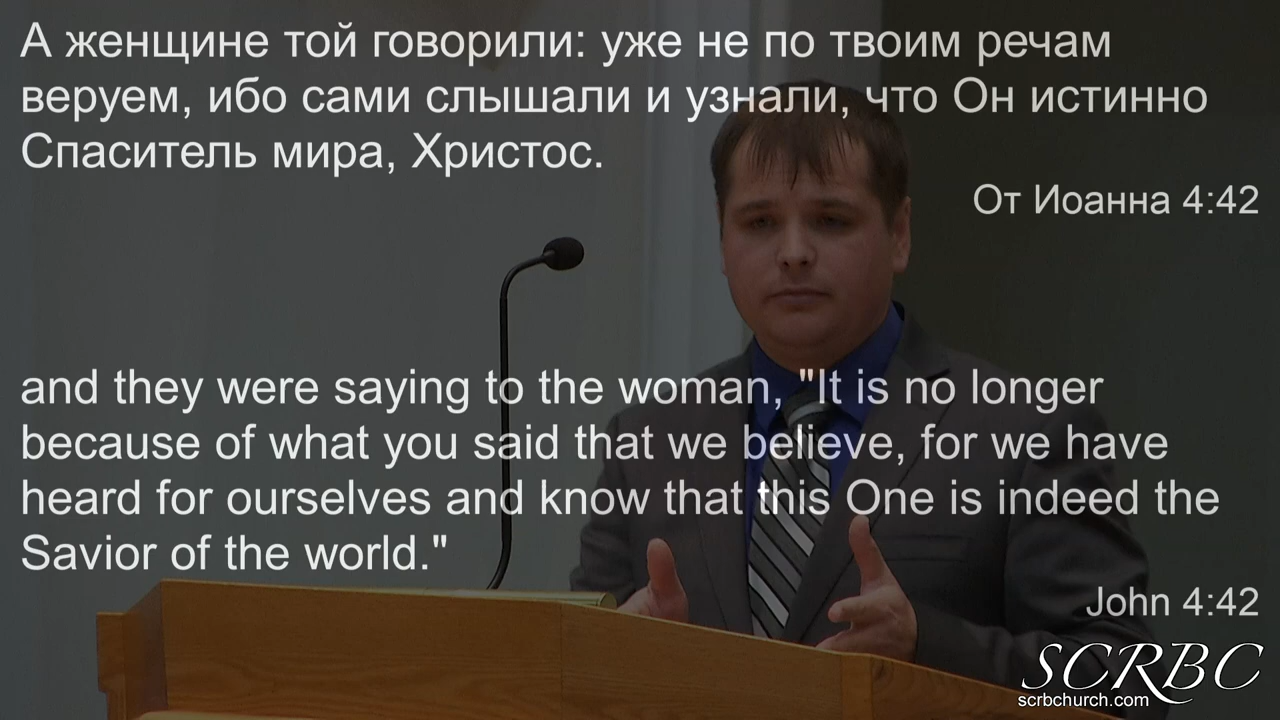 А женщине той говорили: уже не по твоим речам
веруем, ибо сами слышали и узнали, что Он истинно
Спаситель мира, Христос.
От Иоанна 4:42
and they were saying to the woman, "It is no longer
because of what you said that we believe, for we have
heard for ourselves and know that this One is indeed the
Savior of the world."
John 4:42
SCRBC
scrbchurch.com